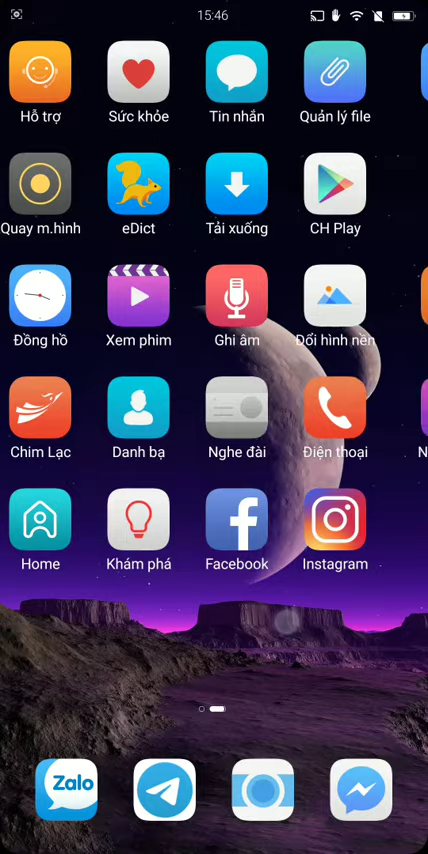 15:46
Hỗ trợ
Sức khỏe
Tin nhắn
Quản lý file
Quay m.hình
eDict
Tải xuống
CH Play
Đồng hồ
Xem phim
Ghi âm
Đổi hình nền
Chim Lạc
Danh bạ
Nghe đài
Điện thoại
N
Home
Khám phá
Facebook
Instagram
Zalo